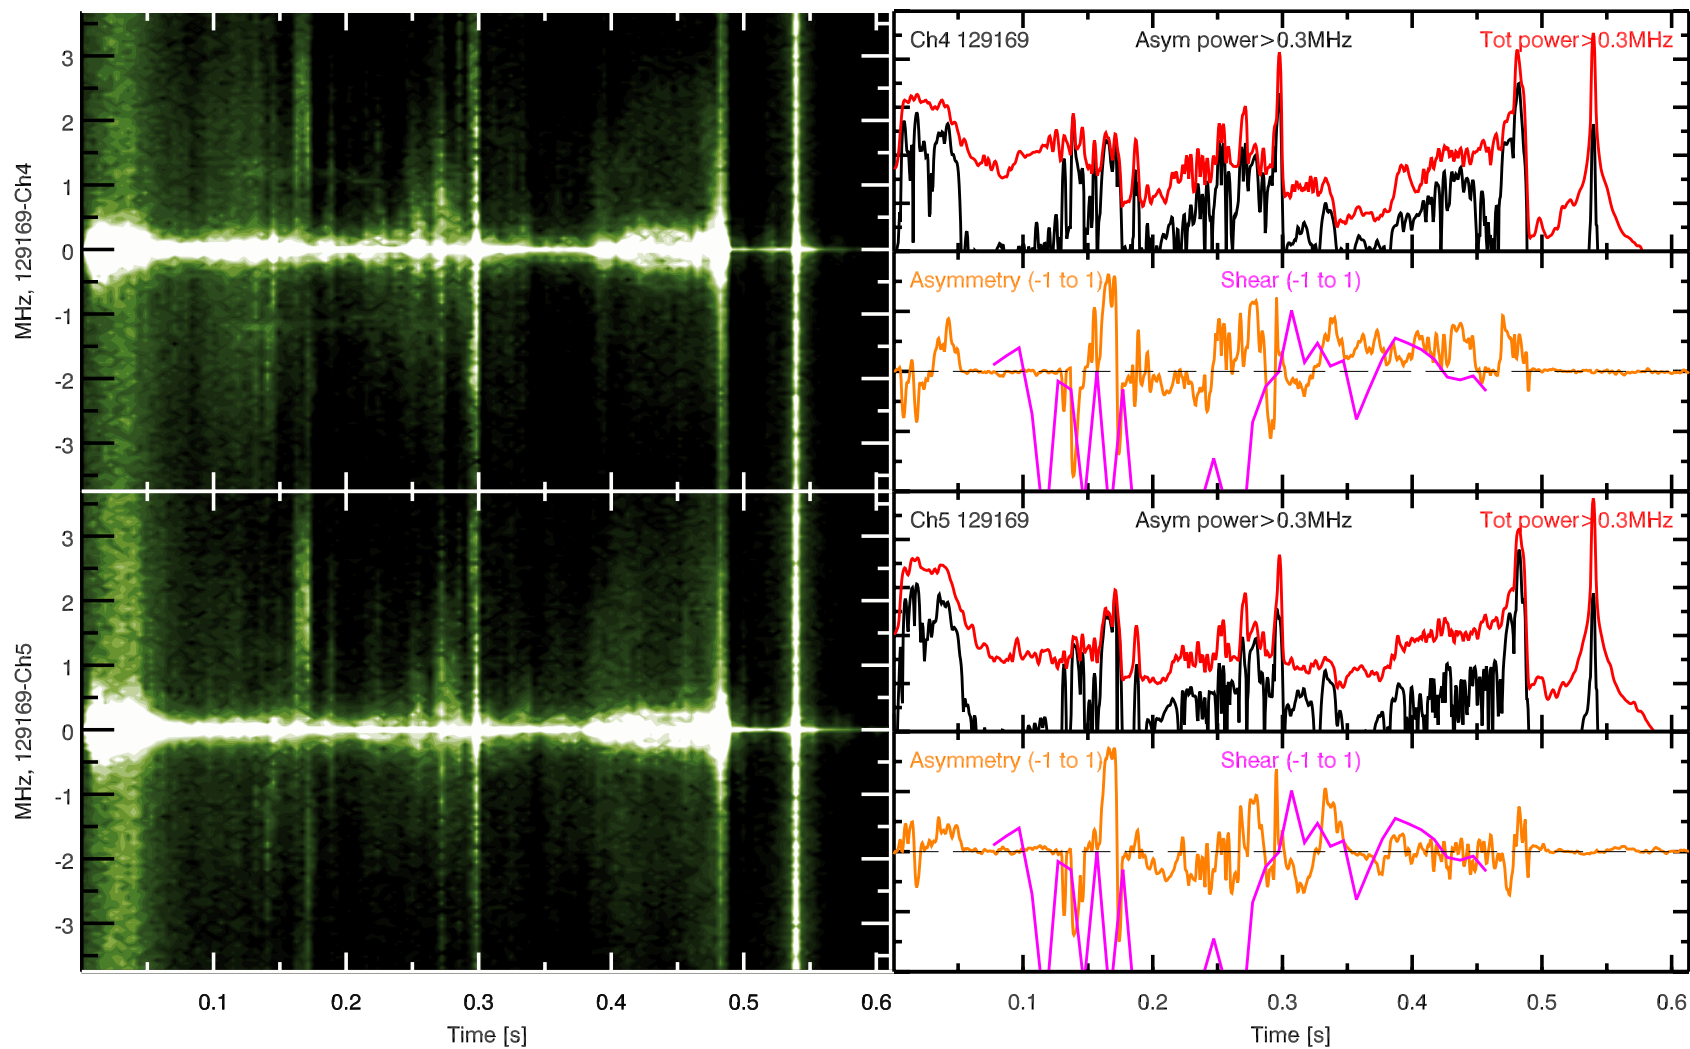 MHz, 129169-Ch4
3
2
1
0
-1
-2
-3
MHz, 129169-Ch5
3
2
1
0
-1
-2
-3
0.1 0.2 0.3 0.4 0.5 0.6
Time [s]
Ch4 129169 Asym power>0.3MHz Tot power>0.3MHz
Asymmetry (-1 to 1) Shear (-1 to 1)
Ch5 129169 Asym power>0.3MHz Tot power>0.3MHz
Asymmetry (-1 to 1) Shear (-1 to 1)
0.1 0.2 0.3 0.4 0.5 0.6
Time [s]